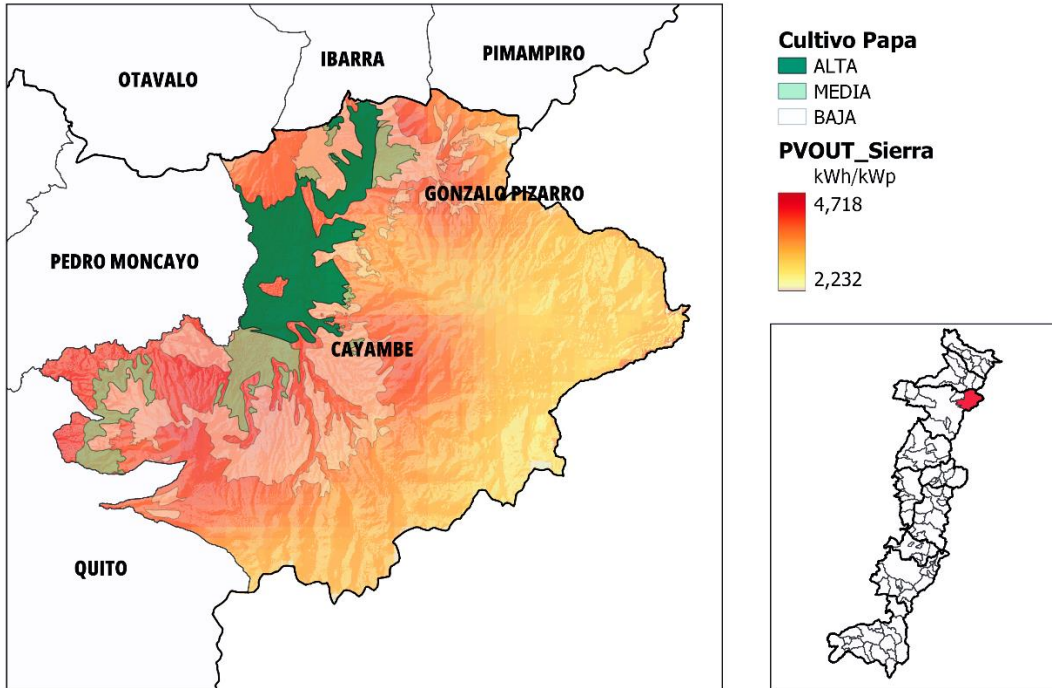 OTAVALO
IBARRA
PIMAMPIRO
GONZALO PIZARRO
PEDRO MONCAYO
CAYAMBE
QUITO
Cultivo Papa
ALTA
MEDIA
BAJA
PVOUT_Sierra
kWh/kWp
4,718
2,232